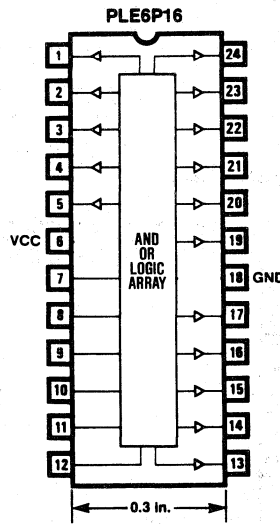 PLE6P16
1 24
2 23
3 22
4 21
5 20
VCC 6 19
AND
OR
LOGIC
ARRAY
7 18 GND
8 17
9 16
10 15
11 14
12 13
0.3 in.